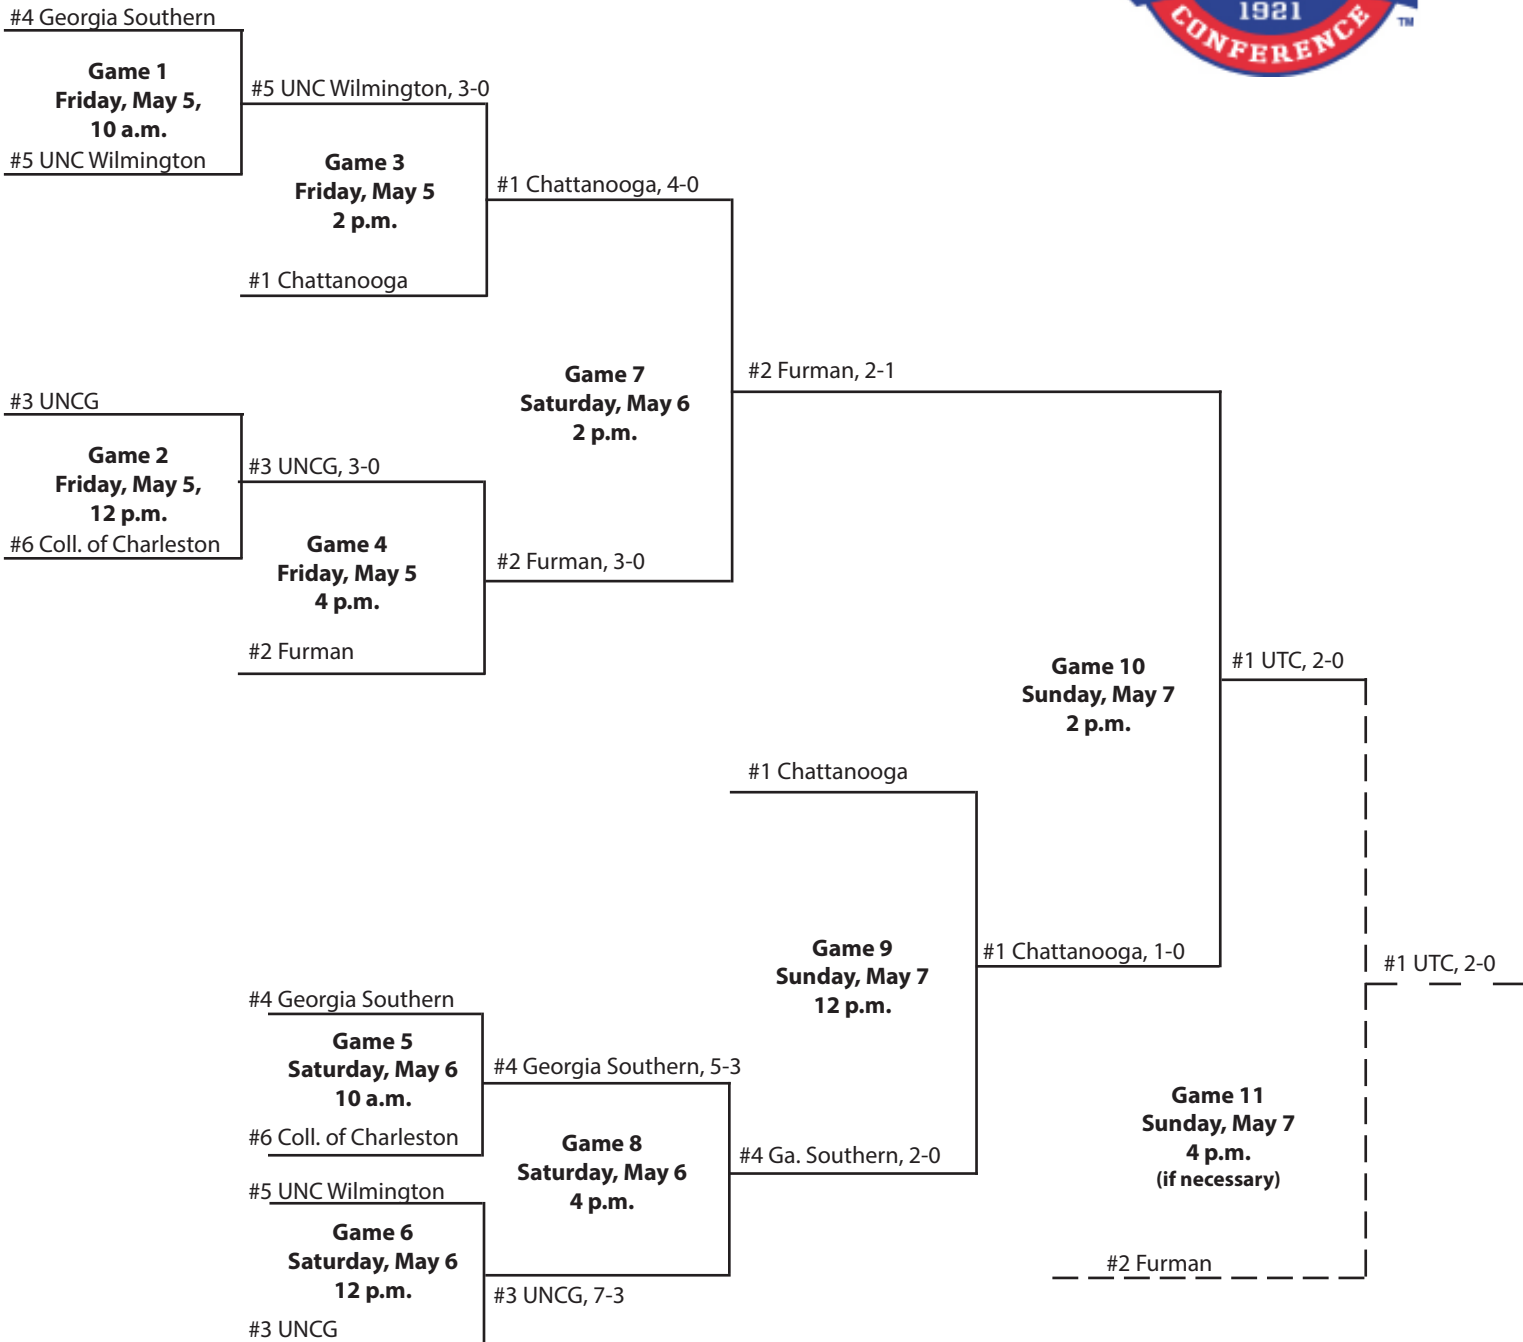 1921
CONFERENCE
TM
#4 Georgia Southern
Game 1
Friday, May 5,
10 a.m.
#5 UNC Wilmington
#5 UNC Wilmington, 3-0
Game 3
Friday, May 5
2 p.m.
#1 Chattanooga
#1 Chattanooga, 4-0
#3 UNCG
Game 2
Friday, May 5,
12 p.m.
#6 Coll. of Charleston
#3 UNCG, 3-0
Game 4
Friday, May 5
4 p.m.
#2 Furman
#2 Furman, 3-0
Game 7
Saturday, May 6
2 p.m.
#2 Furman, 2-1
Game 10
Sunday, May 7
2 p.m.
#1 UTC, 2-0
#1 Chattanooga
Game 9
Sunday, May 7
12 p.m.
#1 Chattanooga, 1-0
#4 Georgia Southern
Game 5
Saturday, May 6
10 a.m.
#6 Coll. of Charleston
#4 Georgia Southern, 5-3
Game 8
Saturday, May 6
4 p.m.
#4 Ga. Southern, 2-0
#5 UNC Wilmington
Game 6
Saturday, May 6
12 p.m.
#3 UNCG
#3 UNCG, 7-3
Game 11
Sunday, May 7
4 p.m.
(if necessary)
#2 Furman
#1 UTC, 2-0